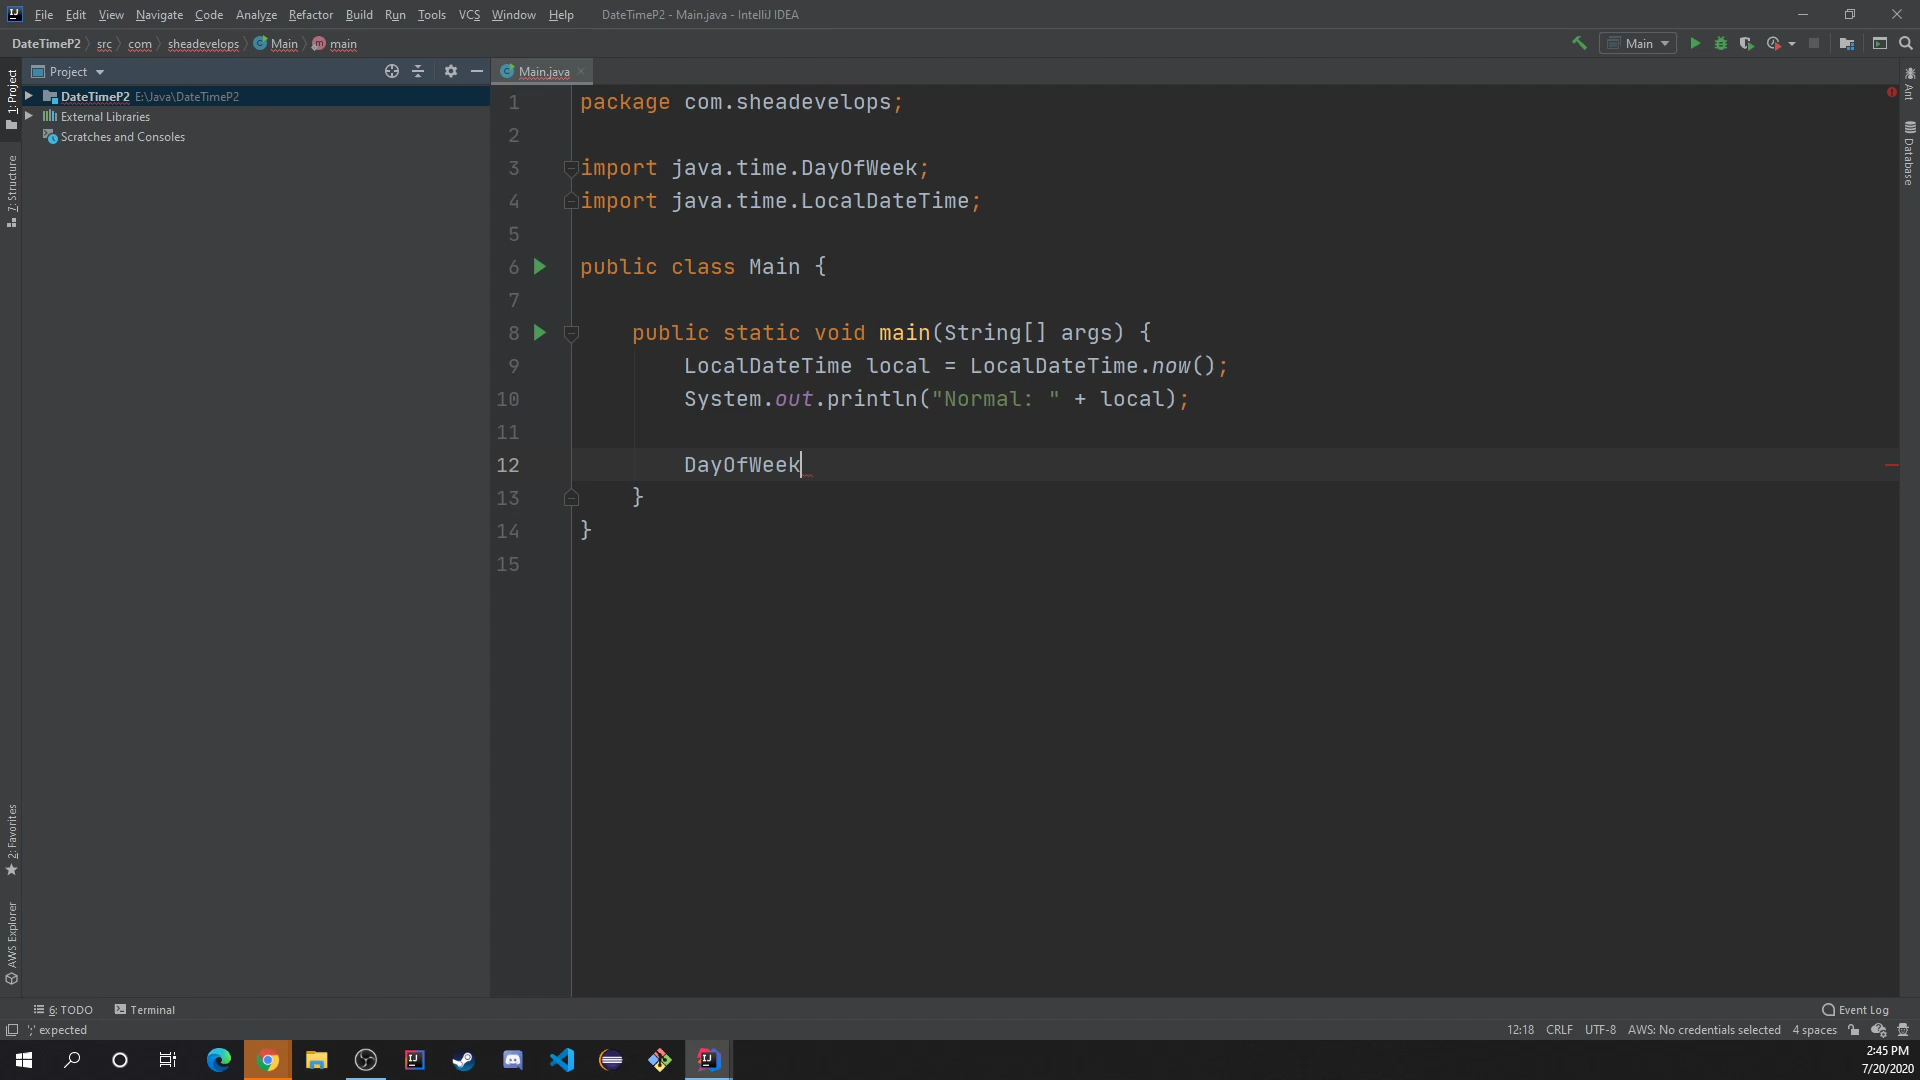 File Edit View Navigate Code Analyze Refactor Build Run Tools VCS Window Help DateTimeP2 - Main.java - IntelliJ IDEA
DateTimeP2 src com sheadevelops Main main Main
Project
Main.java
1: Project
DateTimeP2 E:\Java\DateTimeP2
External Libraries
Scratches and Consoles
7: Structure
2: Favorites
AWS Explorer
1 package com.sheadevelops;
2
3 import java.time.DayOfWeek;
4 import java.time.LocalDateTime;
5
6 public class Main {
7
8 public static void main(String[] args) {
9 LocalDateTime local = LocalDateTime.now();
10 System.out.println("Normal: " + local);
11
12 DayOfWeek
13 }
14 }
15
Ant
Database
6: TODO Terminal Event Log
';' expected 12:18 CRLF UTF-8 AWS: No credentials selected 4 spaces
2:45 PM
7/20/2020